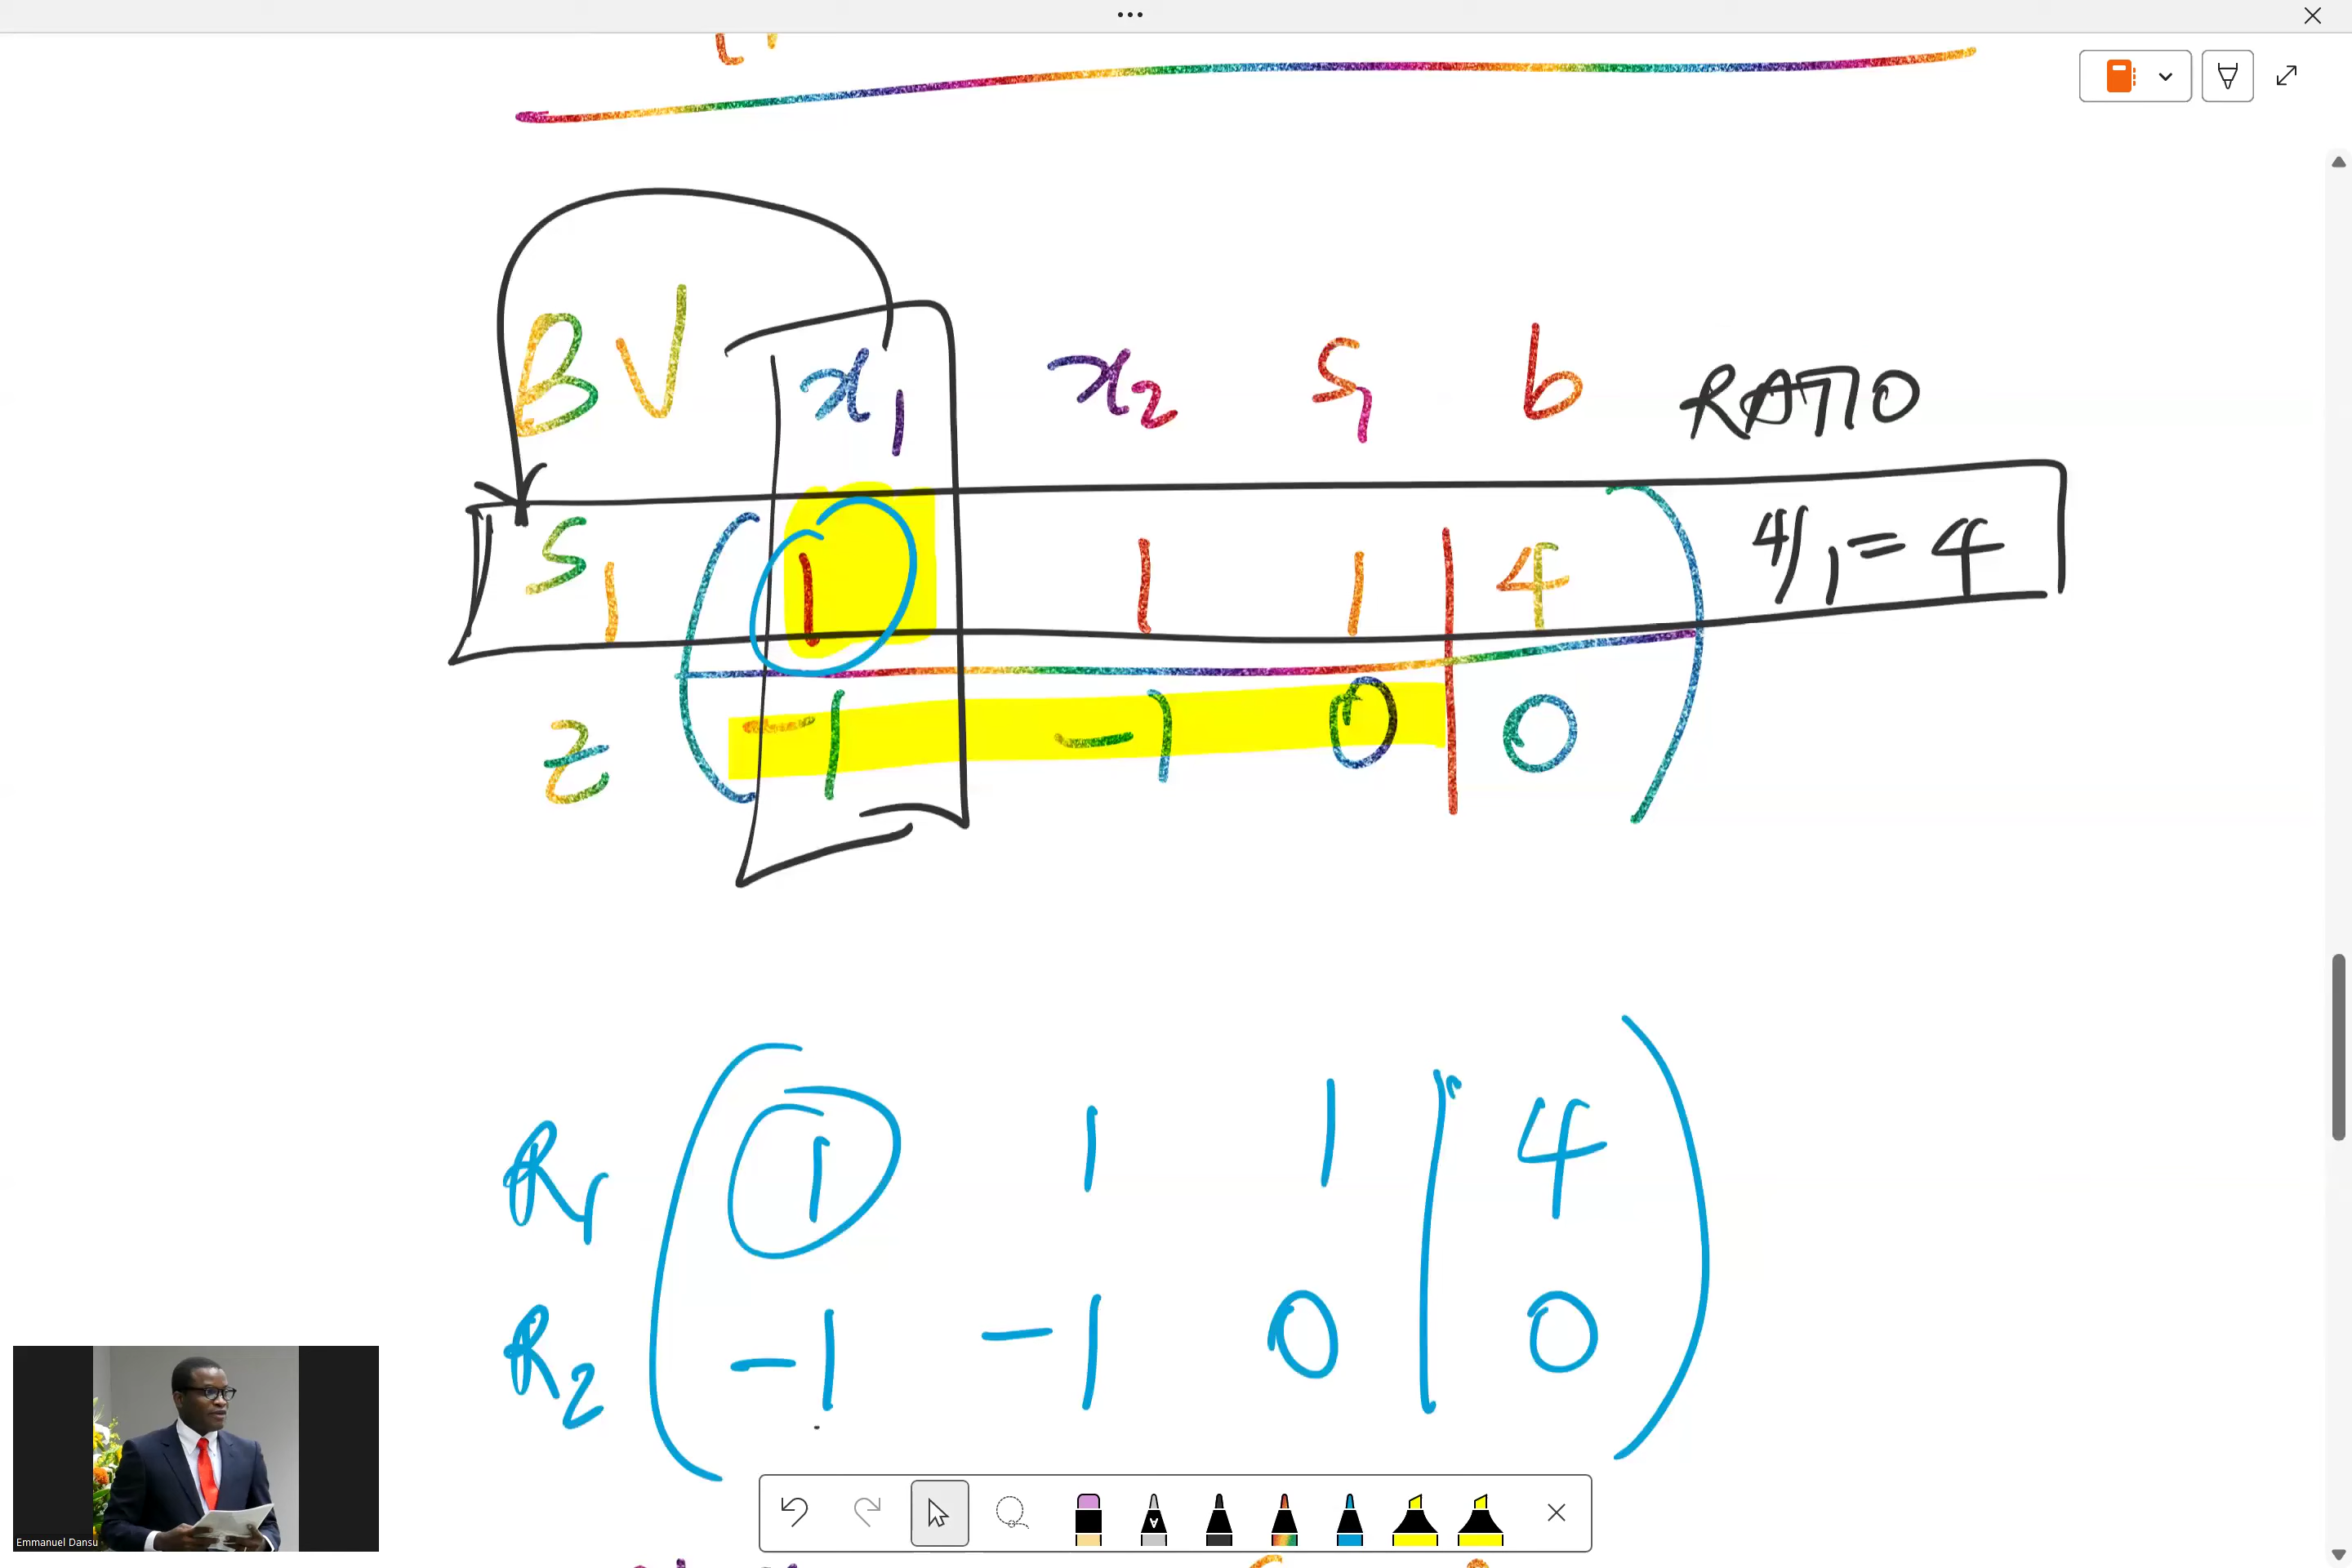 BV x₁ x₂ S₁ b RATIO
S₁ 1 1 1 4 4/1 = 4
z -1 -1 0 0
R₁ 1 1 1 4
R₂ -1 -1 0 0
Emmanuel Dansu